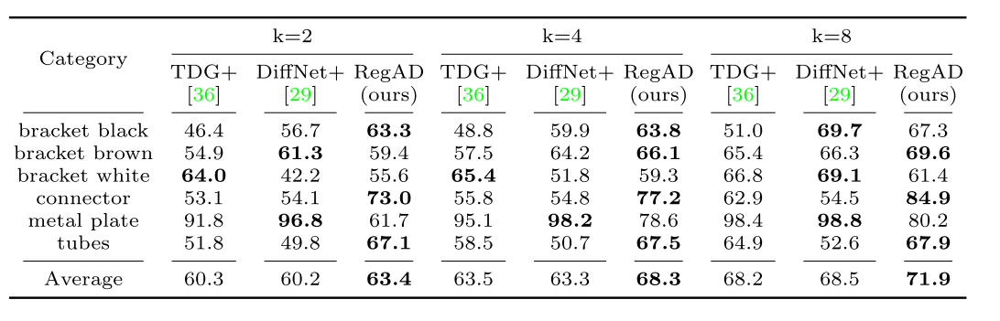 k=2 k=4 k=8
Category
TDG+ DiffNet+ RegAD TDG+ DiffNet+ RegAD TDG+ DiffNet+ RegAD
[36] [29] (ours) [36] [29] (ours) [36] [29] (ours)
bracket black 46.4 56.7 63.3 48.8 59.9 63.8 51.0 69.7 67.3
bracket brown 54.9 61.3 59.4 57.5 64.2 66.1 65.4 66.3 69.6
bracket white 64.0 42.2 55.6 65.4 51.8 59.3 66.8 69.1 61.4
connector 53.1 54.1 73.0 55.8 54.8 77.2 62.9 54.5 84.9
metal plate 91.8 96.8 61.7 95.1 98.2 78.6 98.4 98.8 80.2
tubes 51.8 49.8 67.1 58.5 50.7 67.5 64.9 52.6 67.9
Average 60.3 60.2 63.4 63.5 63.3 68.3 68.2 68.5 71.9